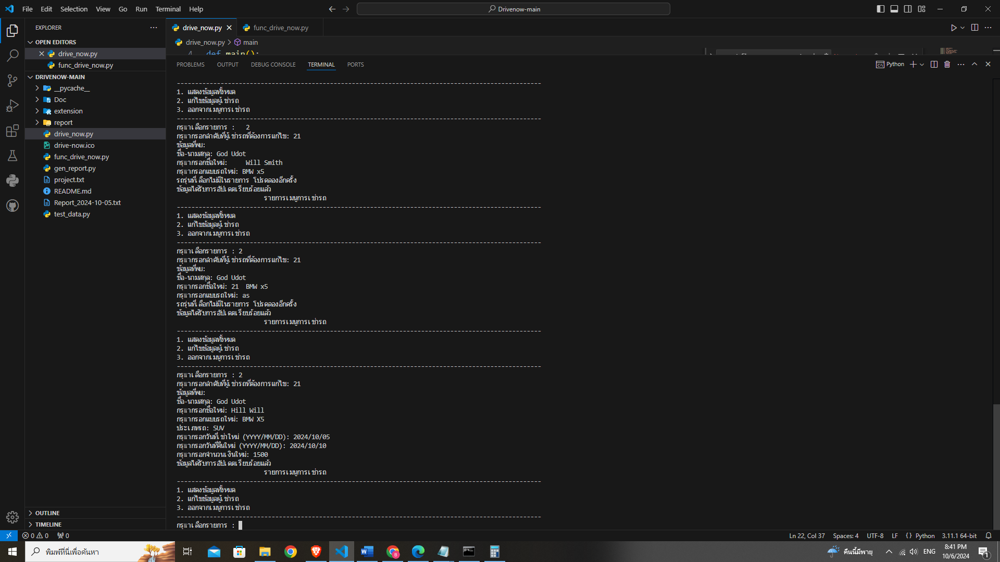 File Edit Selection View Go Run Terminal Help
Drivenow-main
EXPLORER
OPEN EDITORS
drive_now.py
func_drive_now.py
DRIVENOW-MAIN
__pycache__
Doc
extension
report
drive_now.py
drive-now.ico
func_drive_now.py
gen_report.py
project.txt
README.md
Report_2024-10-05.txt
test_data.py
OUTLINE
TIMELINE
drive_now.py func_drive_now.py
drive_now.py > main
4 def main():
PROBLEMS OUTPUT DEBUG CONSOLE TERMINAL PORTS
Python
----------------------------------------------------------------------------------------------------
1. แสดงข้อมูลทั้งหมด
2. แก้ไขข้อมูลผู้เช่ารถ
3. ออกจากเมนูการเช่ารถ
----------------------------------------------------------------------------------------------------
กรุณาเลือกรายการ : 2
กรุณากรอกลำดับที่ผู้เช่ารถที่ต้องการแก้ไข: 21
ข้อมูลที่พบ:
ชื่อ-นามสกุล: God Udot
กรุณากรอกชื่อใหม่: Will Smith
กรุณากรอกแบบรถใหม่: BMW x5
รถรุ่นที่เลือกไม่มีในรายการ โปรดลองอีกครั้ง
ข้อมูลได้รับการอัปเดตเรียบร้อยแล้ว
รายการเมนูการเช่ารถ
----------------------------------------------------------------------------------------------------
1. แสดงข้อมูลทั้งหมด
2. แก้ไขข้อมูลผู้เช่ารถ
3. ออกจากเมนูการเช่ารถ
----------------------------------------------------------------------------------------------------
กรุณาเลือกรายการ : 2
กรุณากรอกลำดับที่ผู้เช่ารถที่ต้องการแก้ไข: 21
ข้อมูลที่พบ:
ชื่อ-นามสกุล: God Udot
กรุณากรอกชื่อใหม่: 21 BMW x5
กรุณากรอกแบบรถใหม่: as
รถรุ่นที่เลือกไม่มีในรายการ โปรดลองอีกครั้ง
ข้อมูลได้รับการอัปเดตเรียบร้อยแล้ว
รายการเมนูการเช่ารถ
----------------------------------------------------------------------------------------------------
1. แสดงข้อมูลทั้งหมด
2. แก้ไขข้อมูลผู้เช่ารถ
3. ออกจากเมนูการเช่ารถ
----------------------------------------------------------------------------------------------------
กรุณาเลือกรายการ : 2
กรุณากรอกลำดับที่ผู้เช่ารถที่ต้องการแก้ไข: 21
ข้อมูลที่พบ:
ชื่อ-นามสกุล: God Udot
กรุณากรอกชื่อใหม่: Hill Will
กรุณากรอกแบบรถใหม่: BMW X5
ประเภทรถ: SUV
กรุณากรอกวันที่เช่าใหม่ (YYYY/MM/DD): 2024/10/05
กรุณากรอกวันที่คืนใหม่ (YYYY/MM/DD): 2024/10/10
กรุณากรอกจำนวนเงินใหม่: 1500
ข้อมูลได้รับการอัปเดตเรียบร้อยแล้ว
รายการเมนูการเช่ารถ
----------------------------------------------------------------------------------------------------
1. แสดงข้อมูลทั้งหมด
2. แก้ไขข้อมูลผู้เช่ารถ
3. ออกจากเมนูการเช่ารถ
----------------------------------------------------------------------------------------------------
กรุณาเลือกรายการ :
0 0 0 Ln 22, Col 37 Spaces: 4 UTF-8 LF {} Python 3.11.1 64-bit
พิมพ์ที่นี่เพื่อค้นหา
คืนนี้มีพายุ ENG
8:41 PM
10/6/2024
1